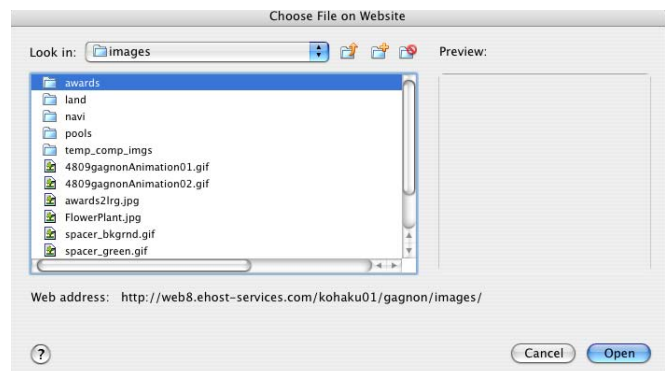 Choose File on Website
Look in: images
Preview:
awards
land
navi
pools
temp_comp_imgs
4809gagnonAnimation01.gif
4809gagnonAnimation02.gif
awards2lrg.jpg
FlowerPlant.jpg
spacer_bkgrnd.gif
spacer_green.gif
Web address: http://web8.ehost-services.com/kohaku01/gagnon/images/
?
Cancel Open